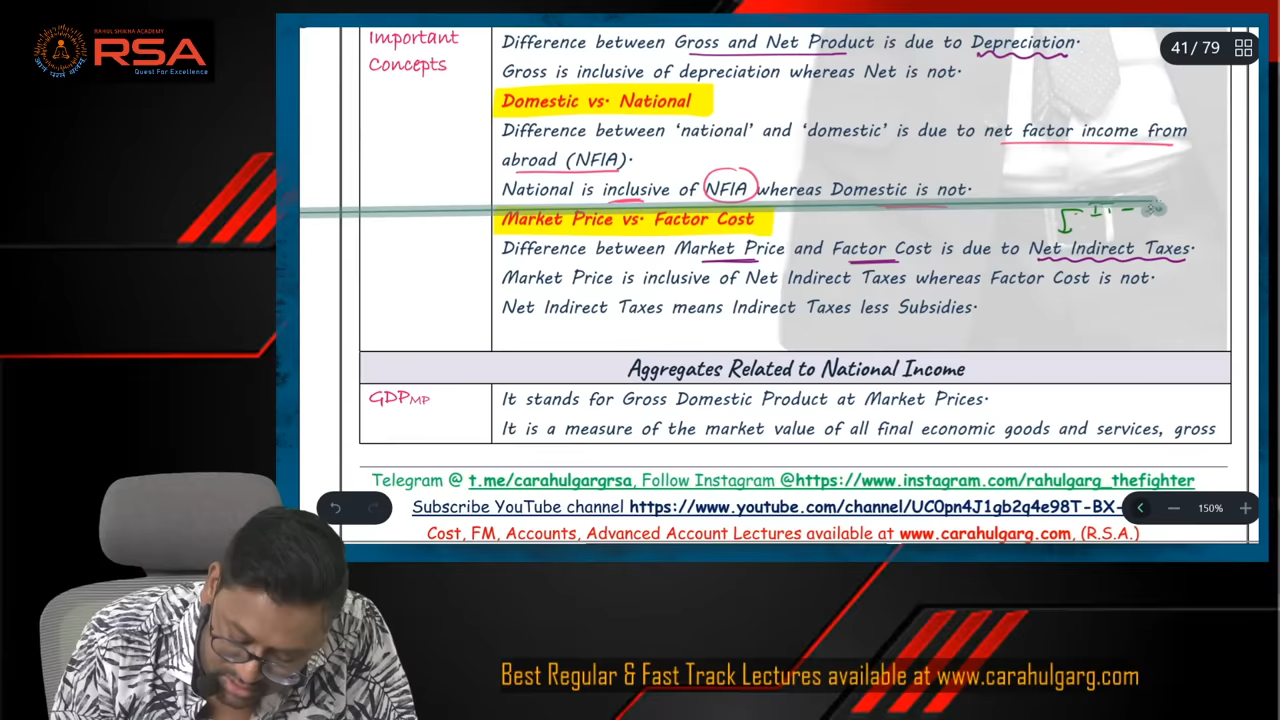 RAHUL SHIKHA ACADEMY
RSA
Quest For Excellence
41 / 79
Important
Concepts
Difference between Gross and Net Product is due to Depreciation.
Gross is inclusive of depreciation whereas Net is not.
Domestic vs. National
Difference between ‘national’ and ‘domestic’ is due to net factor income from
abroad (NFIA).
National is inclusive of NFIA whereas Domestic is not.
Market Price vs. Factor Cost
Difference between Market Price and Factor Cost is due to Net Indirect Taxes.
Market Price is inclusive of Net Indirect Taxes whereas Factor Cost is not.
Net Indirect Taxes means Indirect Taxes less Subsidies.
Aggregates Related to National Income
GDPMP
It stands for Gross Domestic Product at Market Prices.
It is a measure of the market value of all final economic goods and services, gross
Telegram @ t.me/carahulgargrsa, Follow Instagram @https://www.instagram.com/rahulgarg_thefighter
Subscribe YouTube channel https://www.youtube.com/channel/UC0pn4J1gb2q4e98T-BX-
150%
Cost, FM, Accounts, Advanced Account Lectures available at www.carahulgarg.com, (R.S.A.)
Best Regular & Fast Track Lectures available at www.carahulgarg.com